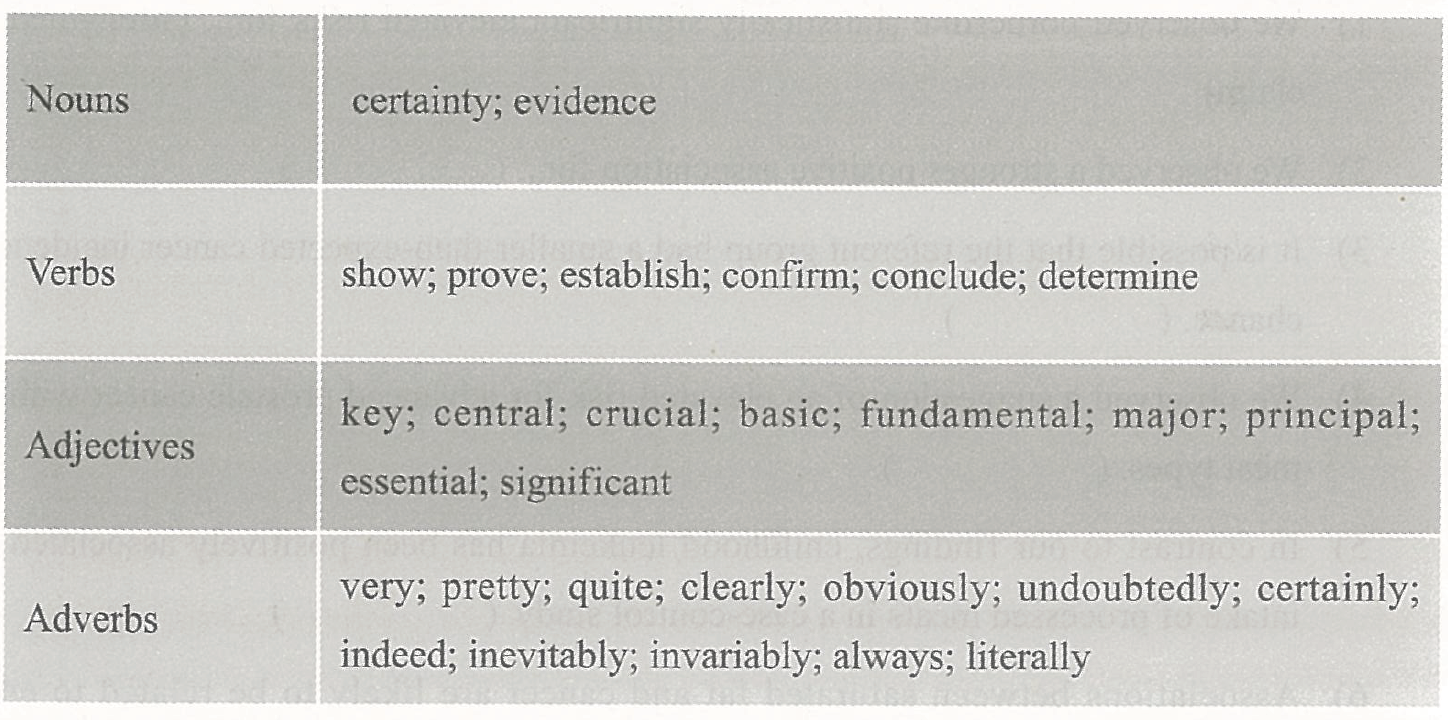 Nouns
certainty; evidence
Verbs
show; prove; establish; confirm; conclude; determine
Adjectives
key; central; crucial; basic; fundamental; major; principal;
essential; significant
Adverbs
very; pretty; quite; clearly; obviously; undoubtedly; certainly;
indeed; inevitably; invariably; always; literally